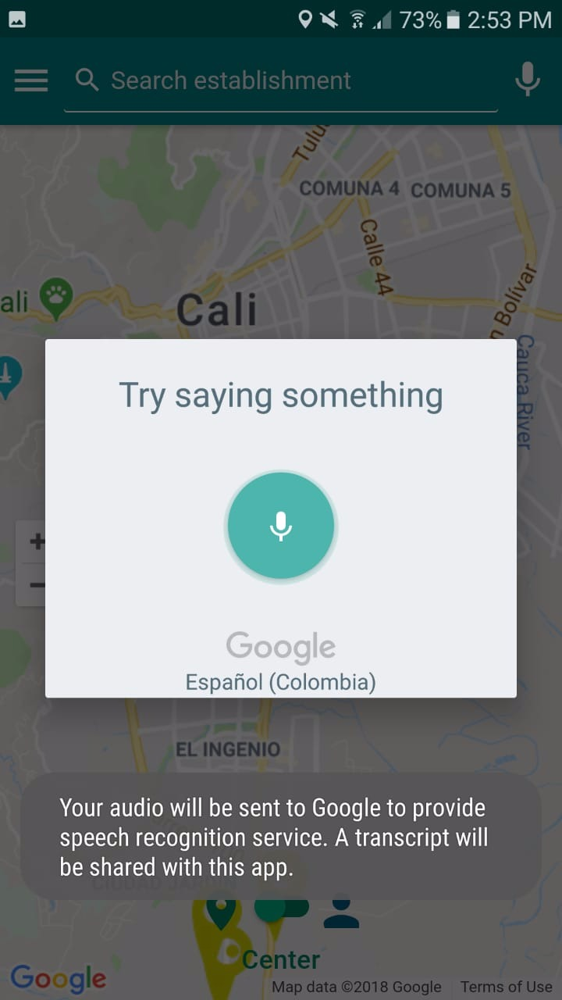 73% 2:53 PM
Search establishment
Tulu
COMUNA 4 COMUNA 5
Calle 44
n Bolívar
ali
Cali
Cauca River
Try saying something
Google
Español (Colombia)
EL INGENIO
Your audio will be sent to Google to provide
speech recognition service. A transcript will
be shared with this app.
CIUDAD JARDÍN
Center
Google
Map data ©2018 Google Terms of Use